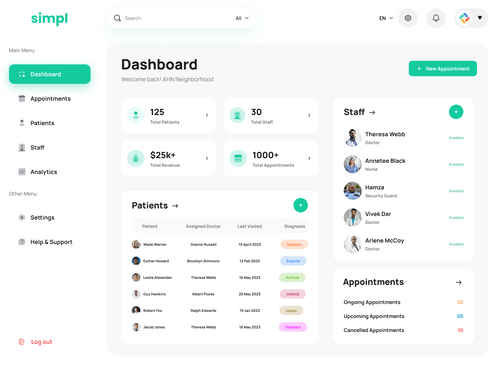 simpl
Search
All
EN
Main Menu
Dashboard
Appointments
Patients
Staff
Analytics
Other Menu
Settings
Help & Support
Log out
Dashboard
Welcome back! AHN Neighborhood
+ New Appointment
125
Total Patients
30
Total Staff
$25k+
Total Revenue
1000+
Total Appointments
Patients →
Patient Assigned Doctor Last Visited Diagnosis
Wade Warren Dianne Russell 10 April 2023
Esther Howard Brooklyn Simmons 12 Feb 2023 Eczema
Leslie Alexander Theresa Webb 16 May 2023 Asthma
Guy Hawkins Albert Flores 25 May 2023 Malaria
Robert Fox Ralph Edwards 19 Jan 2023 Lupus
Jacob Jones Theresa Webb 16 May 2023 Diabetes
Staff →
Theresa Webb
Doctor
Available
Annetee Black
Nurse
Available
Hamza
Security Guard
Available
Vivek Dar
Doctor
Available
Arlene McCoy
Doctor
Available
Appointments →
Ongoing Appointments 02
Upcoming Appointments 05
Cancelled Appointments 10